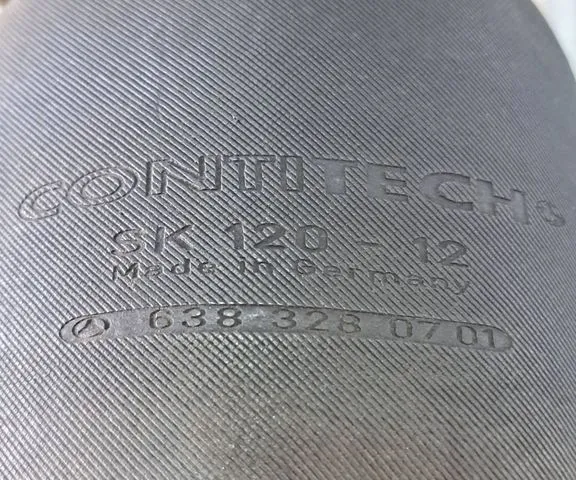 CONTITECH®
SK 120 - 12
Made in Germany
638 328 07 01